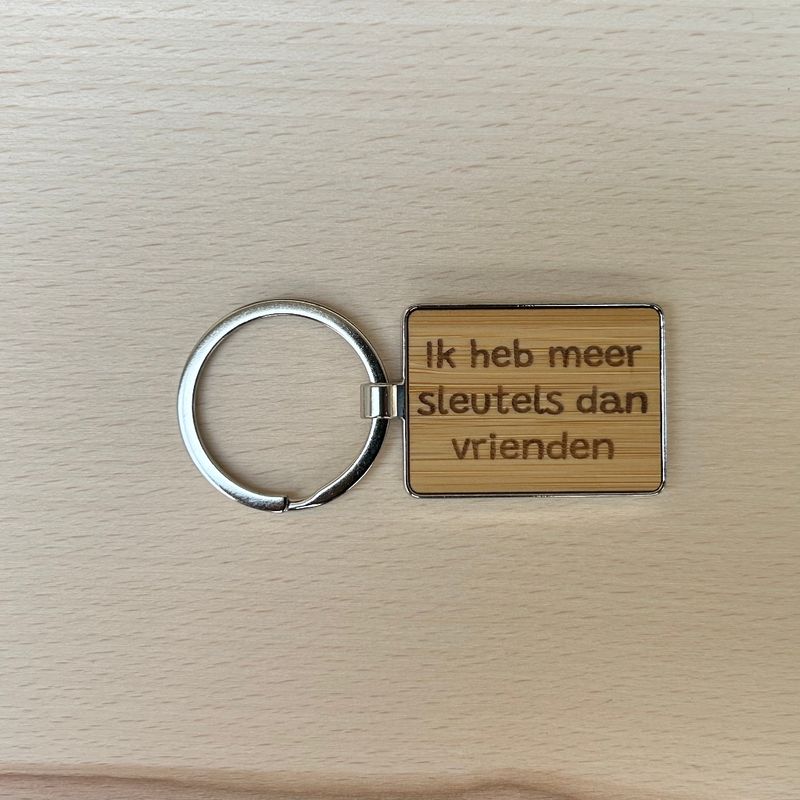 Ik heb meer
sleutels dan
vrienden